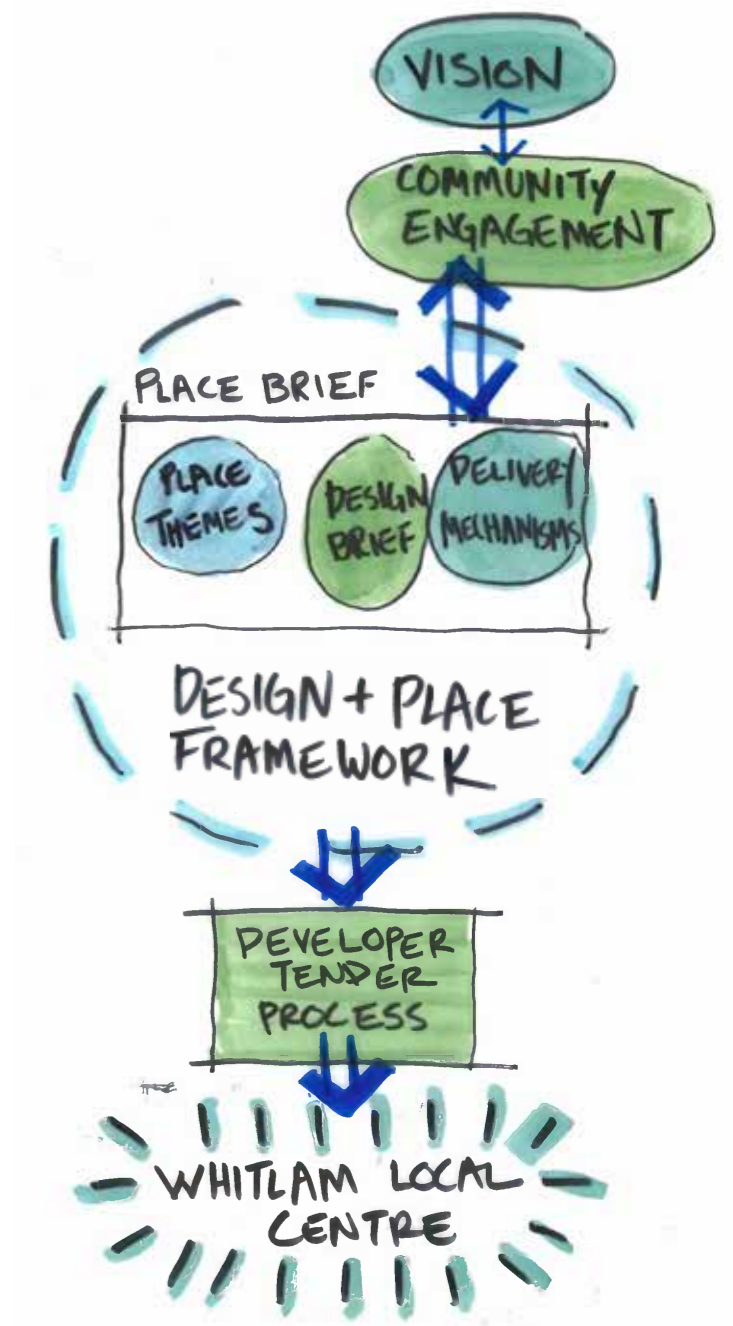 VISION
COMMUNITY
ENGAGEMENT
PLACE BRIEF
PLACE
THEMES
DESIGN
BRIEF
DELIVERY
MECHANISMS
DESIGN + PLACE
FRAMEWORK
DEVELOPER
TENDER
PROCESS
WHITLAM LOCAL
CENTRE